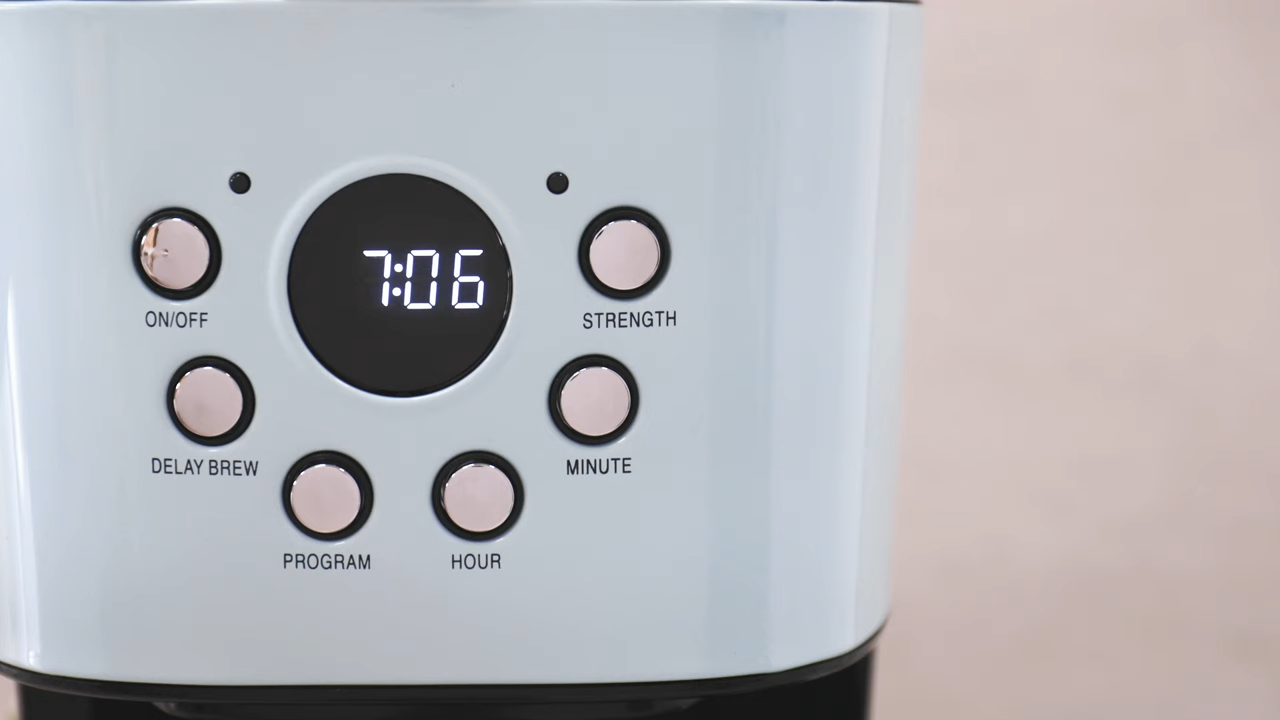 7:06
ON/OFF
STRENGTH
DELAY BREW
MINUTE
PROGRAM
HOUR